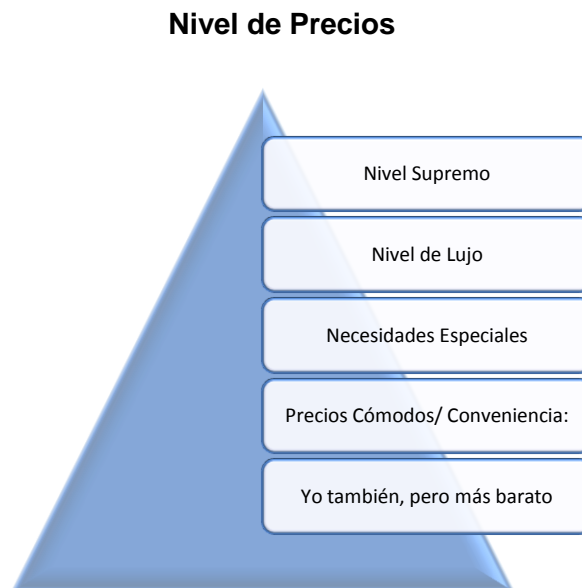 Nivel de Precios
Nivel Supremo
Nivel de Lujo
Necesidades Especiales
Precios Cómodos/ Conveniencia:
Yo también, pero más barato